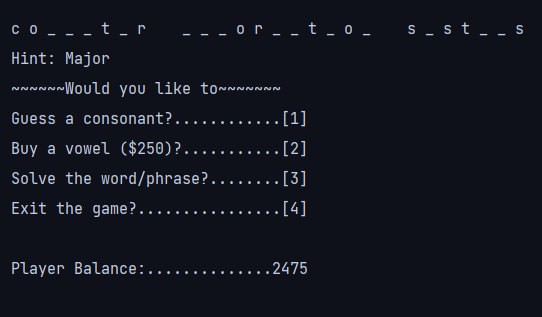 c o _ _ _ t _ r   _ _ _ o r _ _ t _ o _   s _ s t _ _ s
Hint: Major
~~~~~~Would you like to~~~~~~~
Guess a consonant?............[1]
Buy a vowel ($250)?...........[2]
Solve the word/phrase?........[3]
Exit the game?................[4]
Player Balance:..............2475